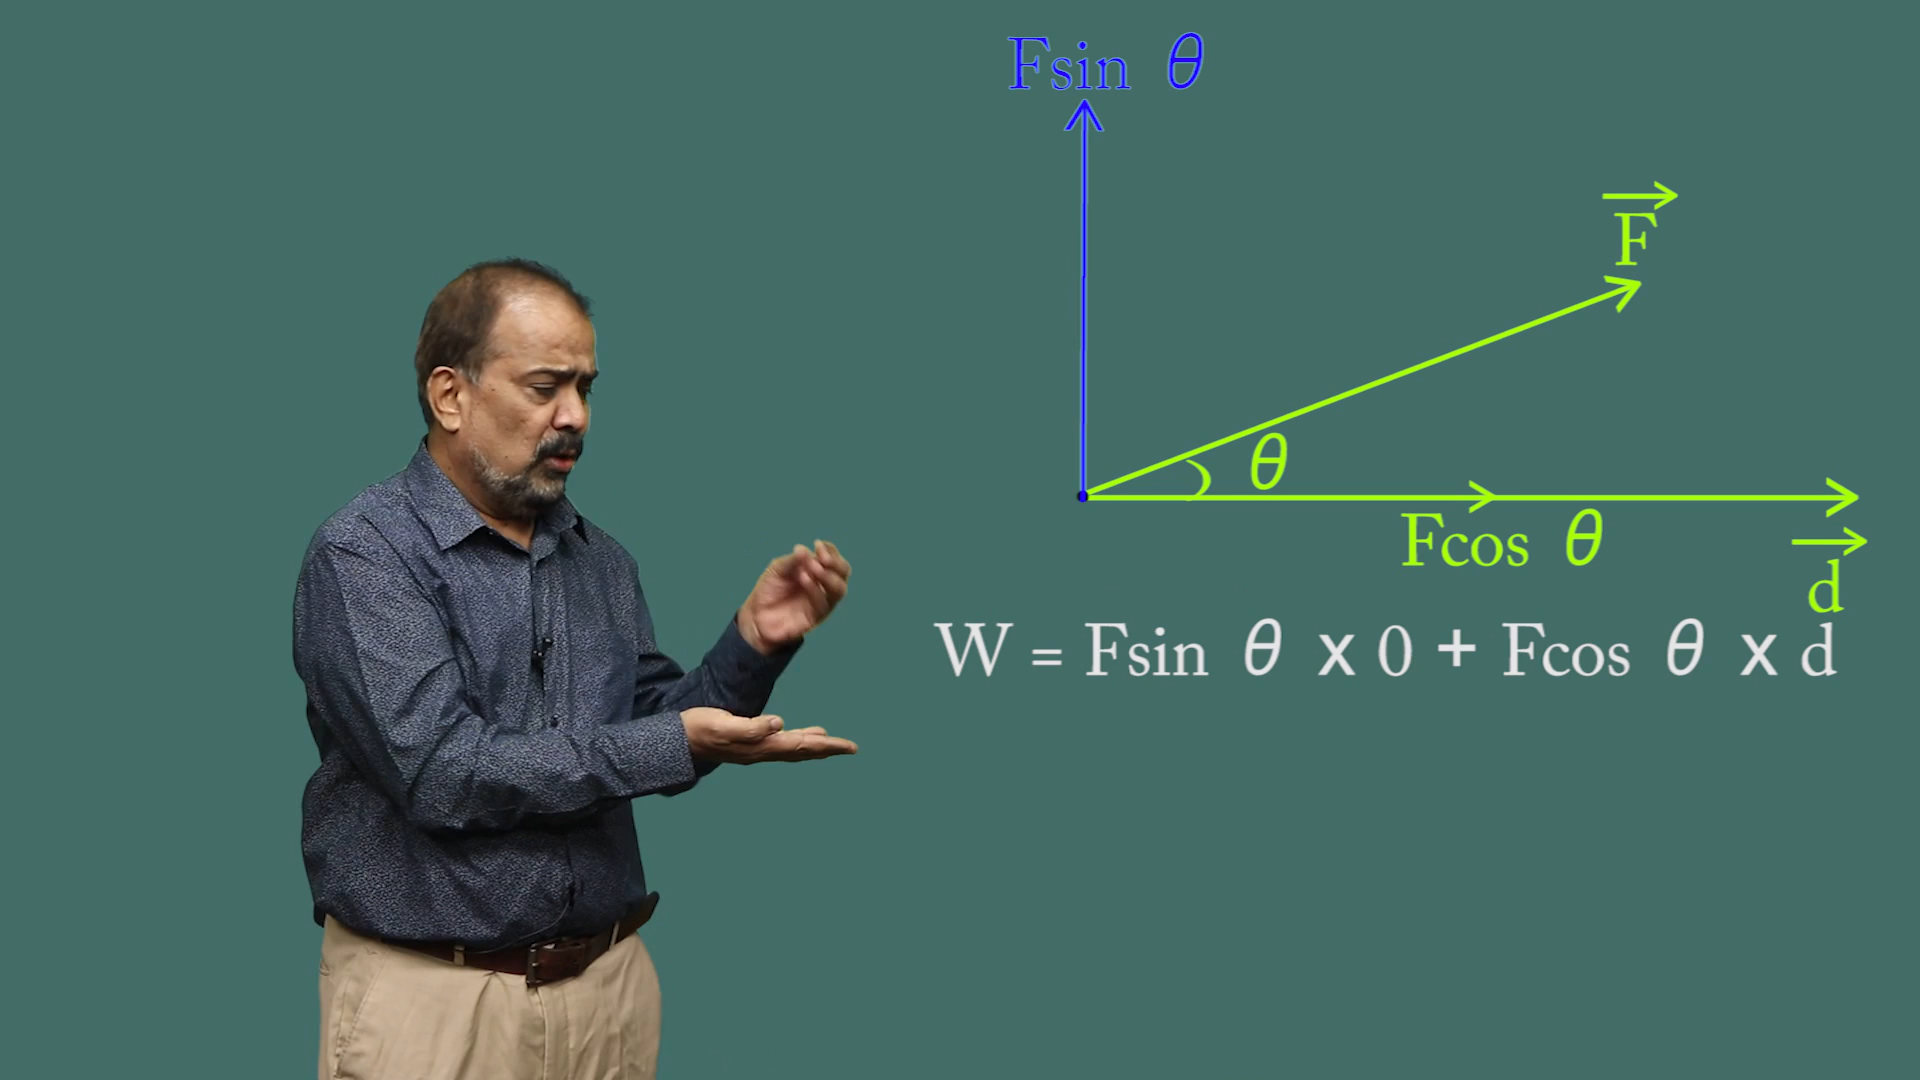 Fsin θ
F
θ
Fcos θ
d
W = Fsin θ x 0 + Fcos θ x d